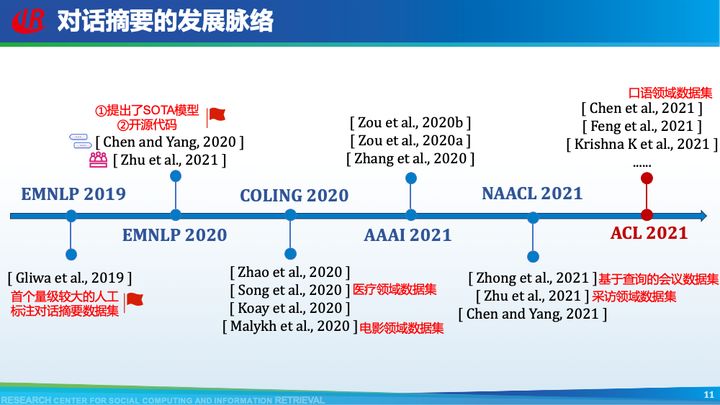 对话摘要的发展脉络
①提出了SOTA模型
②开源代码
[ Chen and Yang, 2020 ]
[ Zhu et al., 2021 ]
[ Zou et al., 2020b ]
[ Zou et al., 2020a ]
[ Zhang et al., 2020 ]
口语领域数据集
[ Chen et al., 2021 ]
[ Feng et al., 2021 ]
[ Krishna K et al., 2021 ]
......
EMNLP 2019
COLING 2020
NAACL 2021
EMNLP 2020
AAAI 2021
ACL 2021
[ Gliwa et al., 2019 ]
首个量级较大的人工
标注对话摘要数据集
[ Zhao et al., 2020 ]
[ Song et al., 2020 ] 医疗领域数据集
[ Koay et al., 2020 ]
[ Malykh et al., 2020 ] 电影领域数据集
[ Zhong et al., 2021 ] 基于查询的会议数据集
[ Zhu et al., 2021 ] 采访领域数据集
[ Chen and Yang, 2021 ]
RESEARCH CENTER FOR SOCIAL COMPUTING AND INFORMATION RETRIEVAL
11